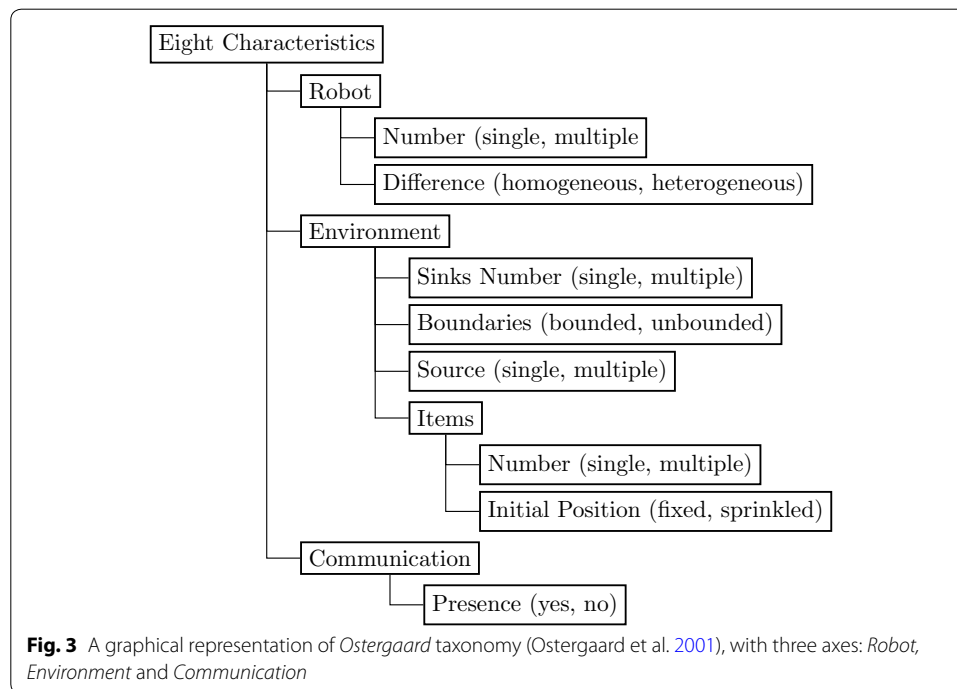 Eight Characteristics
Robot
Number (single, multiple
Difference (homogeneous, heterogeneous)
Environment
Sinks Number (single, multiple)
Boundaries (bounded, unbounded)
Source (single, multiple)
Items
Number (single, multiple)
Initial Position (fixed, sprinkled)
Communication
Presence (yes, no)
Fig. 3 A graphical representation of Ostergaard taxonomy (Ostergaard et al. 2001), with three axes: Robot,
Environment and Communication